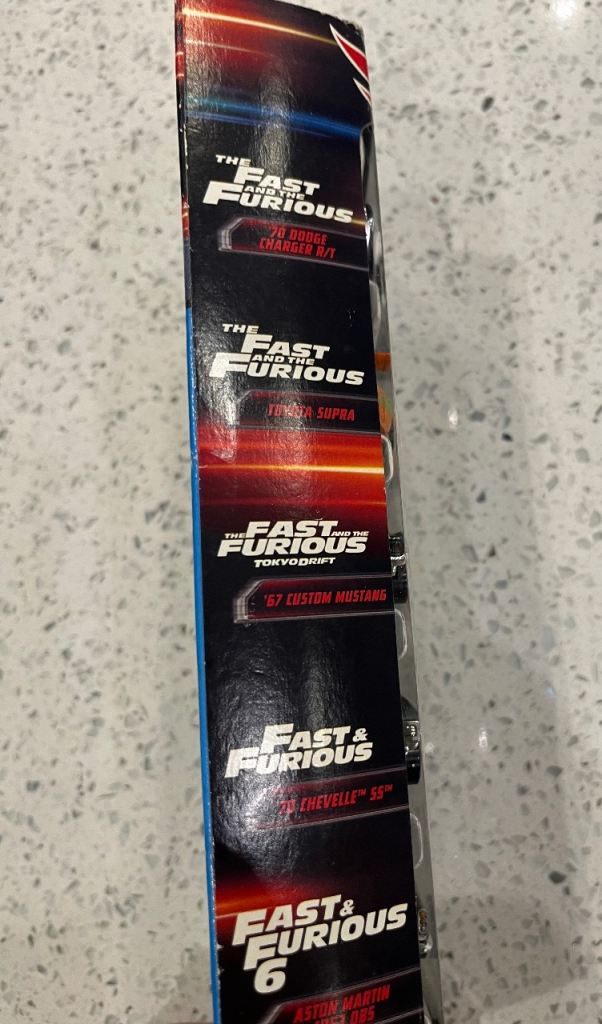 THE
FAST
AND THE
FURIOUS
'70 DODGE
CHARGER R/T
THE
FAST
AND THE
FURIOUS
TOYOTA SUPRA
THE FAST AND THE
FURIOUS
TOKYO DRIFT
'67 CUSTOM MUSTANG
FAST &
FURIOUS
70 CHEVELLE™ SS™
FAST &
FURIOUS
6
ASTON MARTIN
DBS